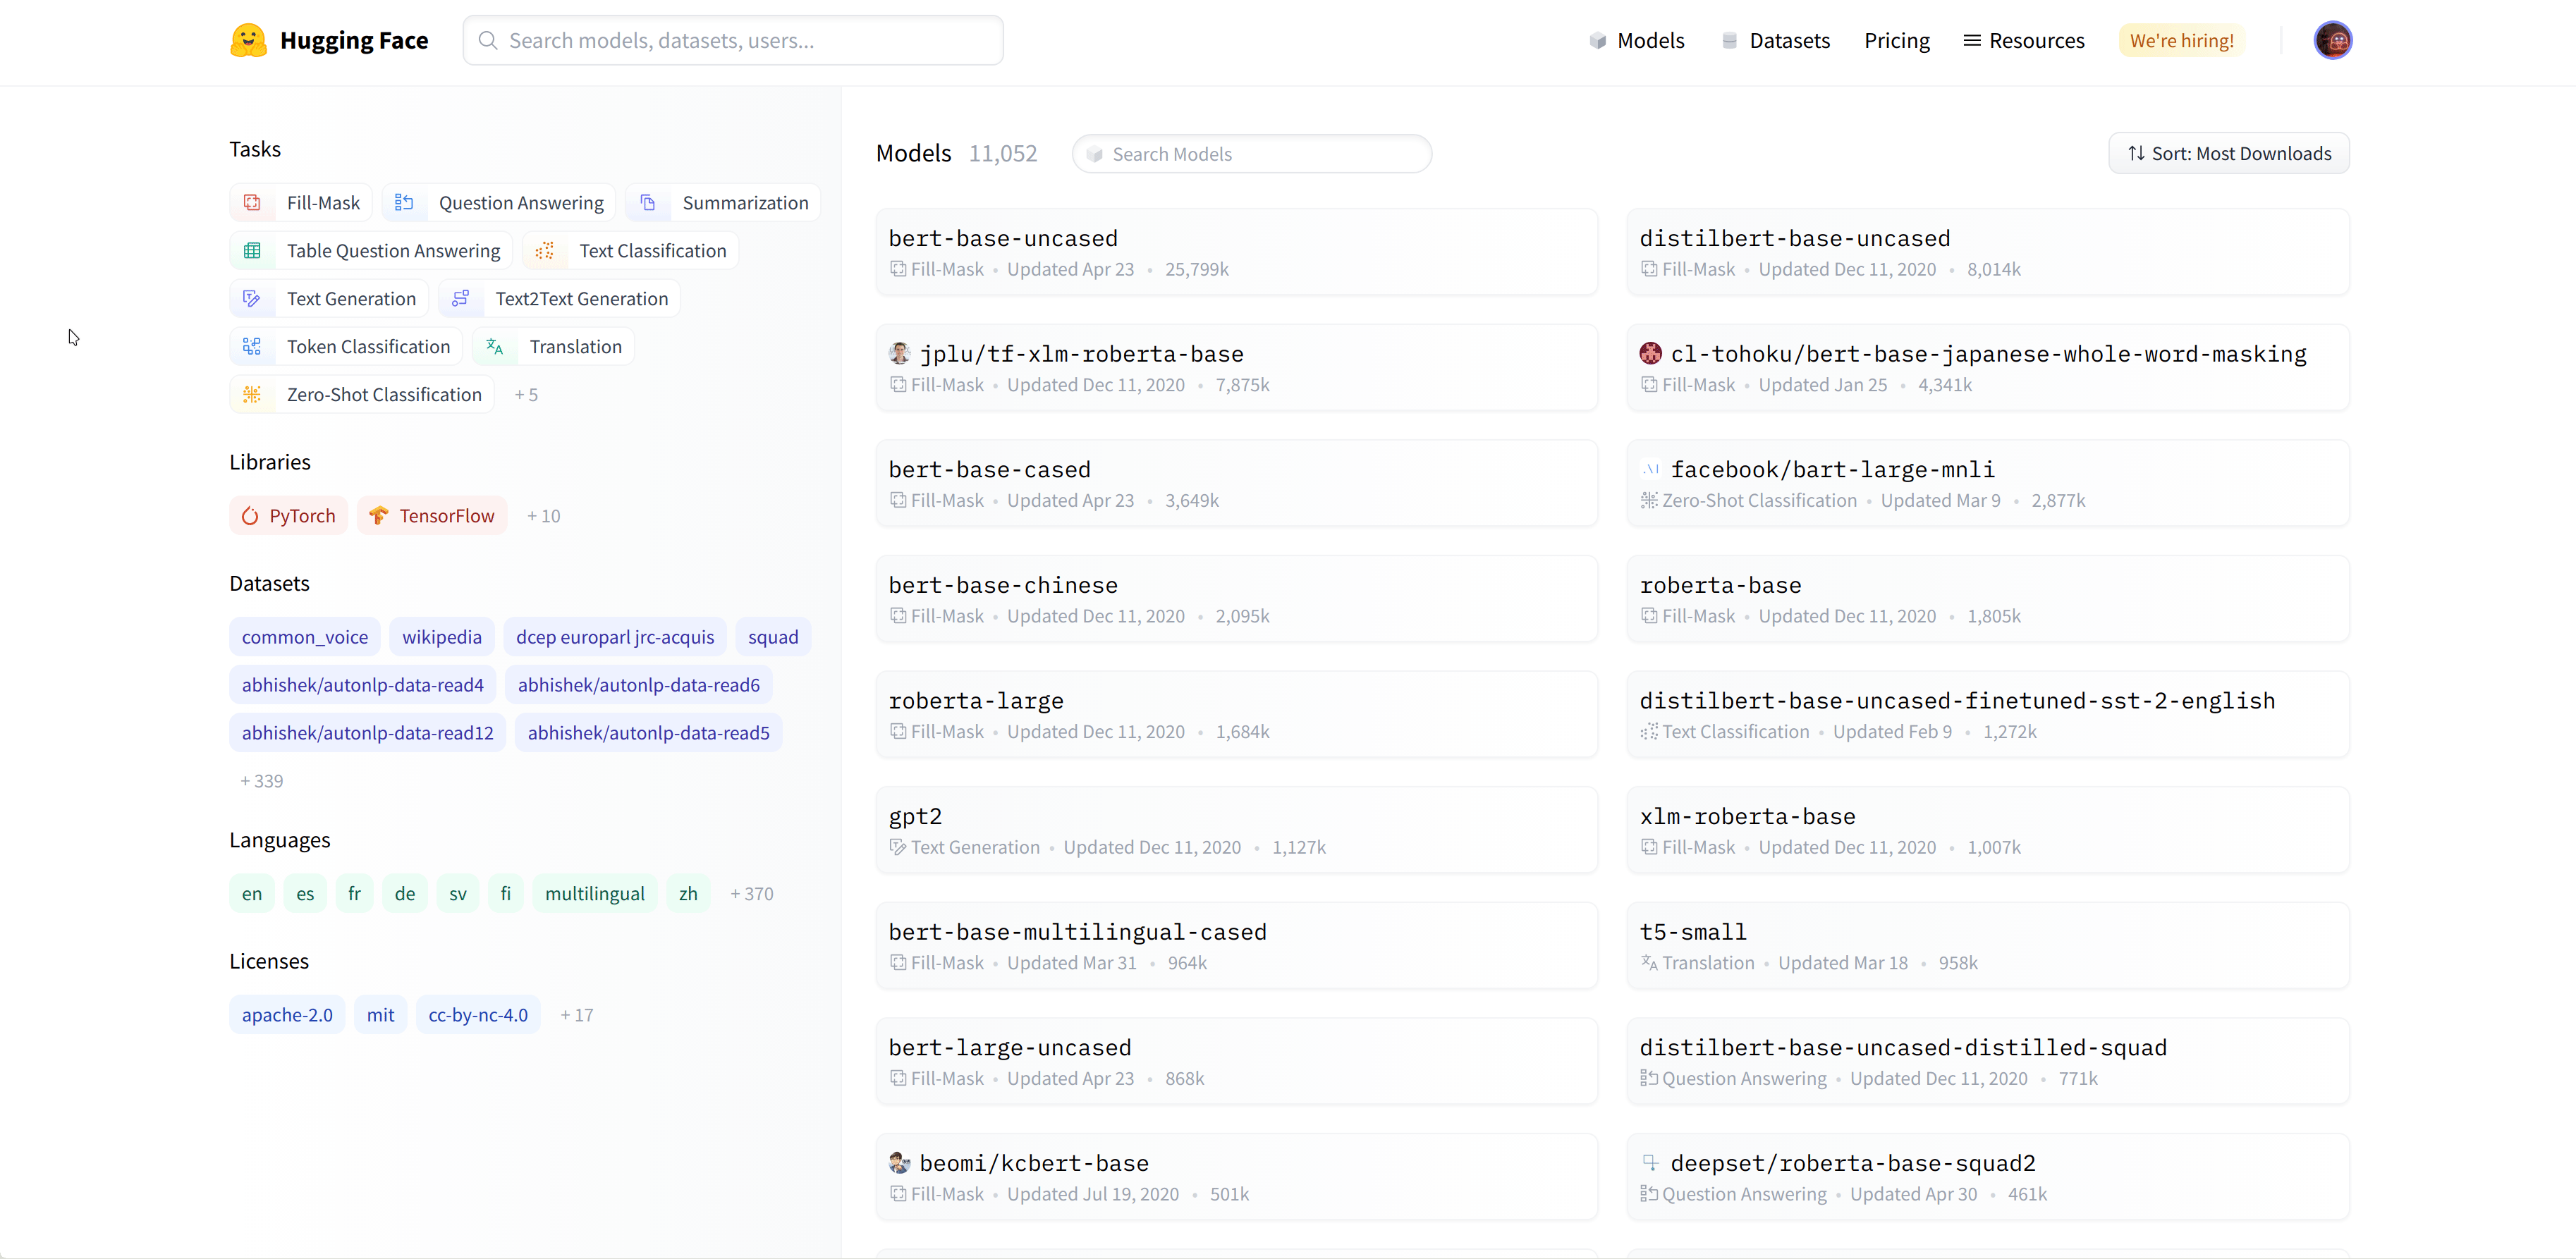 Hugging Face
Search models, datasets, users...
Models
Datasets
Pricing
Resources
We're hiring!
Tasks
Fill-Mask
Question Answering
Summarization
Table Question Answering
Text Classification
Text Generation
Text2Text Generation
Token Classification
Translation
Zero-Shot Classification
+ 5
Libraries
PyTorch
TensorFlow
+ 10
Datasets
common_voice
wikipedia
dcep europarl jrc-acquis
squad
abhishek/autonlp-data-read4
abhishek/autonlp-data-read6
abhishek/autonlp-data-read12
abhishek/autonlp-data-read5
+ 339
Languages
en
es
fr
de
sv
fi
multilingual
zh
+ 370
Licenses
apache-2.0
mit
cc-by-nc-4.0
+ 17
Models 11,052
Search Models
Sort: Most Downloads
bert-base-uncased
Fill-Mask • Updated Apr 23 • 25,799k
distilbert-base-uncased
Fill-Mask • Updated Dec 11, 2020 • 8,014k
jplu/tf-xlm-roberta-base
Fill-Mask • Updated Dec 11, 2020 • 7,875k
cl-tohoku/bert-base-japanese-whole-word-masking
Fill-Mask • Updated Jan 25 • 4,341k
bert-base-cased
Fill-Mask • Updated Apr 23 • 3,649k
facebook/bart-large-mnli
Zero-Shot Classification • Updated Mar 9 • 2,877k
bert-base-chinese
Fill-Mask • Updated Dec 11, 2020 • 2,095k
roberta-base
Fill-Mask • Updated Dec 11, 2020 • 1,805k
roberta-large
Fill-Mask • Updated Dec 11, 2020 • 1,684k
distilbert-base-uncased-finetuned-sst-2-english
Text Classification • Updated Feb 9 • 1,272k
gpt2
Text Generation • Updated Dec 11, 2020 • 1,127k
xlm-roberta-base
Fill-Mask • Updated Dec 11, 2020 • 1,007k
bert-base-multilingual-cased
Fill-Mask • Updated Mar 31 • 964k
t5-small
Translation • Updated Mar 18 • 958k
bert-large-uncased
Fill-Mask • Updated Apr 23 • 868k
distilbert-base-uncased-distilled-squad
Question Answering • Updated Dec 11, 2020 • 771k
beomi/kcbert-base
Fill-Mask • Updated Jul 19, 2020 • 501k
deepset/roberta-base-squad2
Question Answering • Updated Apr 30 • 461k